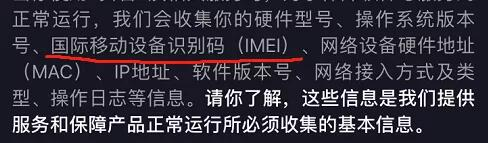 正常运行，我们会收集你的硬件型号、操作系统版本
号、国际移动设备识别码（IMEI）、网络设备硬件地址
（MAC）、IP地址、软件版本号、网络接入方式及类
型、操作日志等信息。请你了解，这些信息是我们提供
服务和保障产品正常运行所必须收集的基本信息。